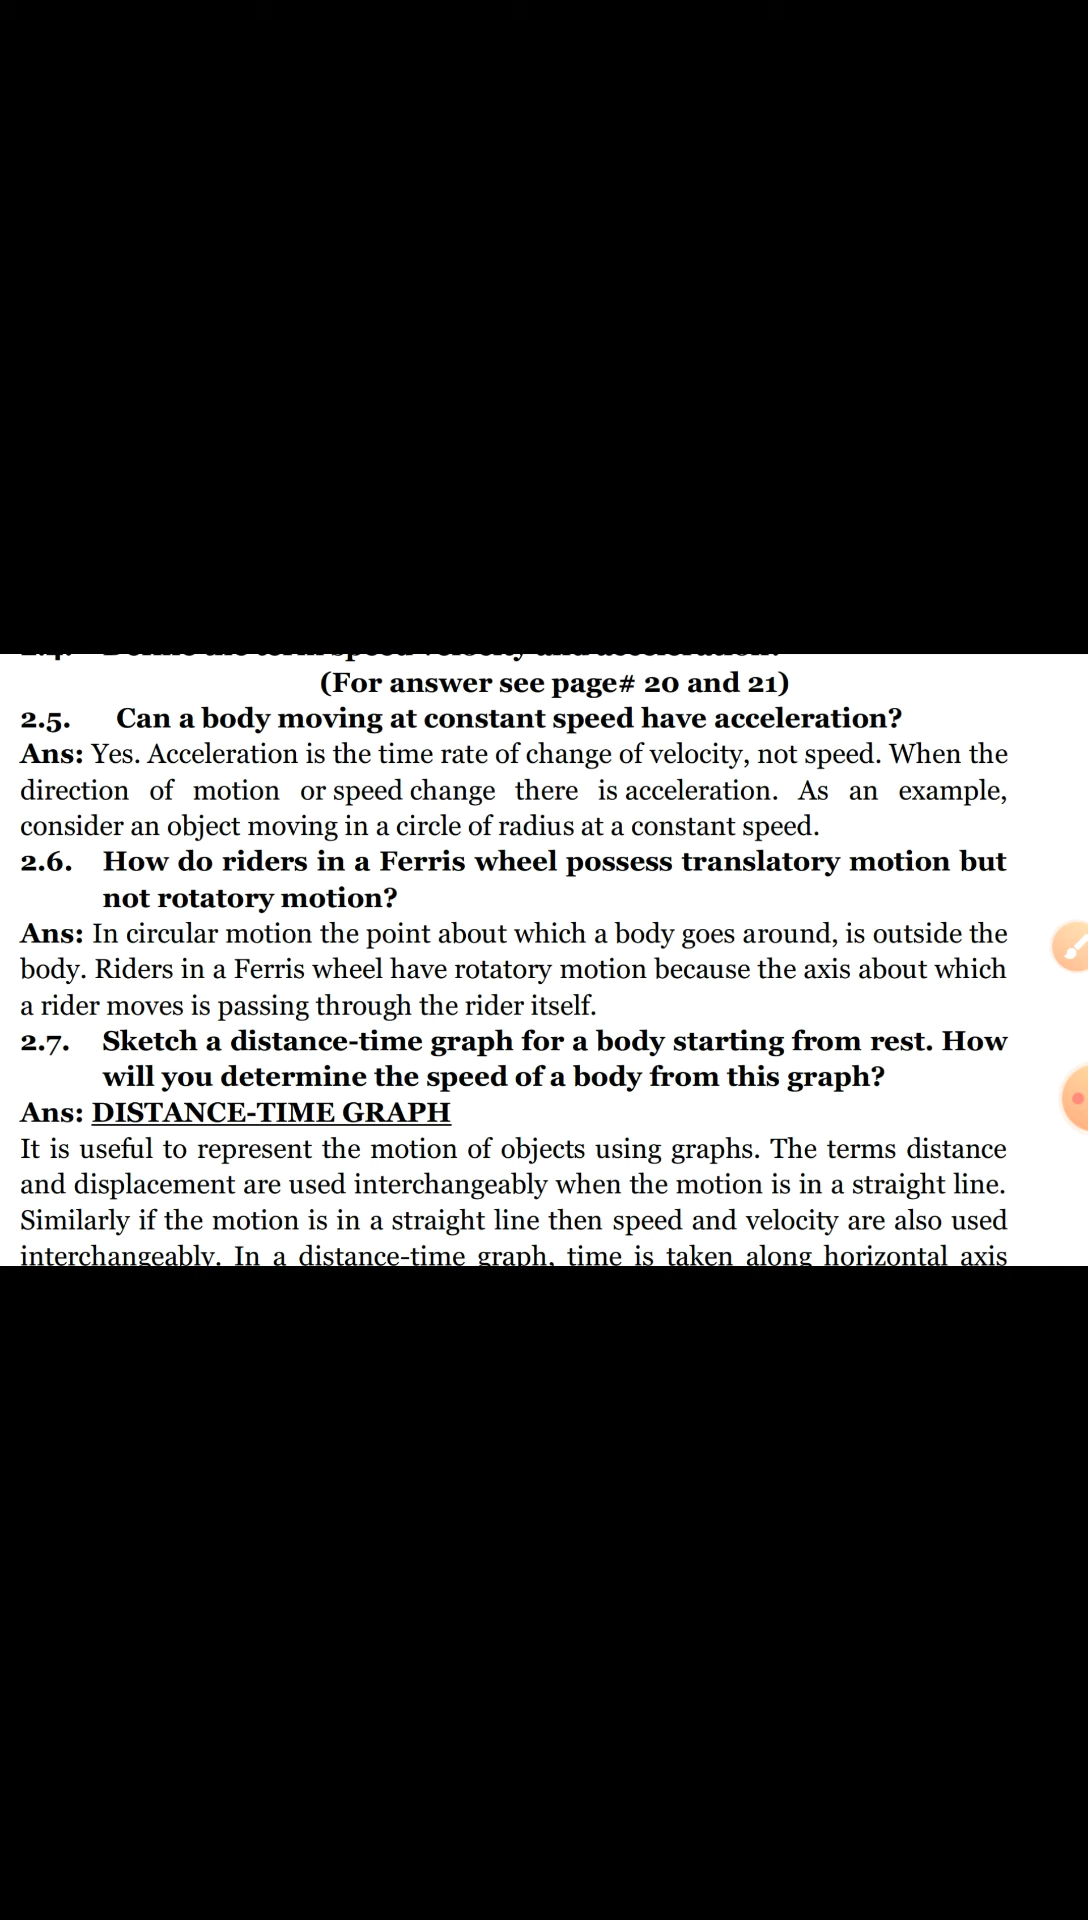 (For answer see page# 20 and 21)
2.5. Can a body moving at constant speed have acceleration?
Ans: Yes. Acceleration is the time rate of change of velocity, not speed. When the
direction of motion or speed change there is acceleration. As an example,
consider an object moving in a circle of radius at a constant speed.
2.6. How do riders in a Ferris wheel possess translatory motion but
not rotatory motion?
Ans: In circular motion the point about which a body goes around, is outside the
body. Riders in a Ferris wheel have rotatory motion because the axis about which
a rider moves is passing through the rider itself.
2.7. Sketch a distance-time graph for a body starting from rest. How
will you determine the speed of a body from this graph?
Ans: DISTANCE-TIME GRAPH
It is useful to represent the motion of objects using graphs. The terms distance
and displacement are used interchangeably when the motion is in a straight line.
Similarly if the motion is in a straight line then speed and velocity are also used
interchangeably. In a distance-time graph, time is taken along horizontal axis